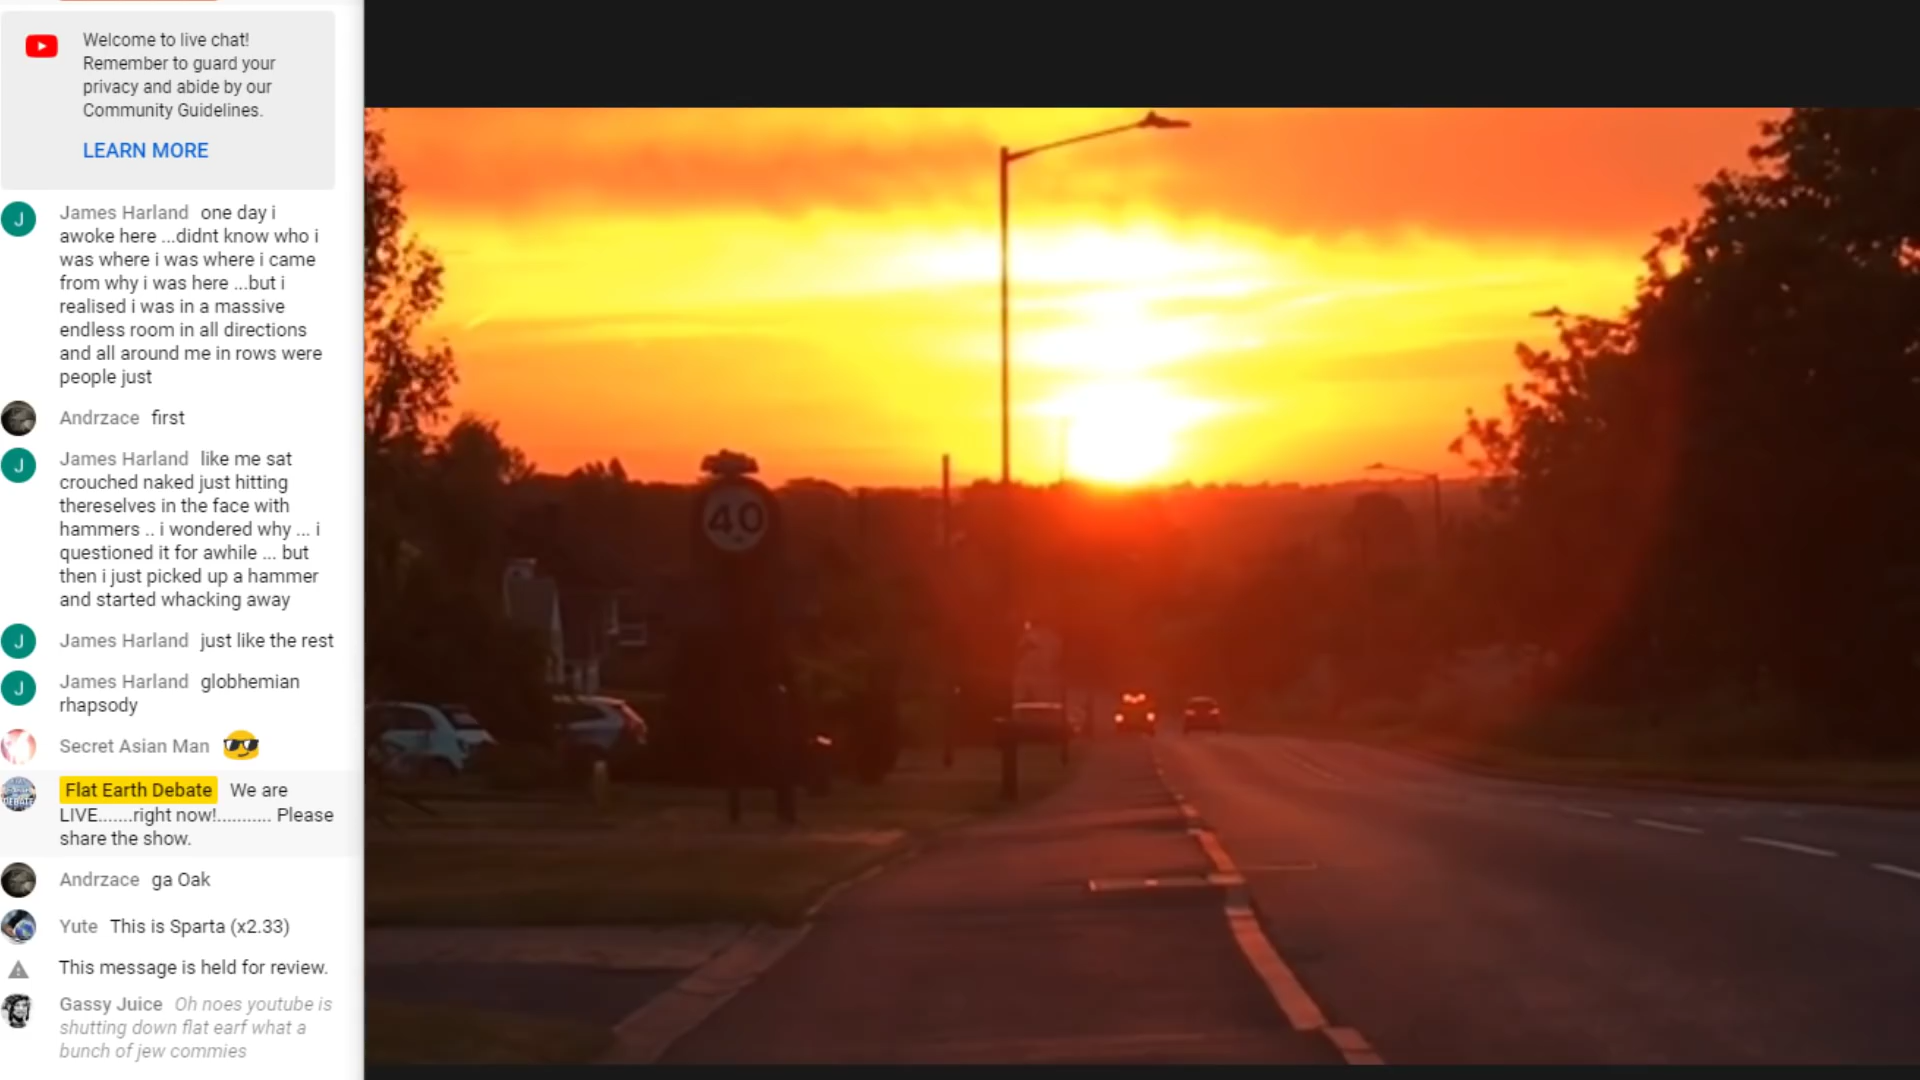 Welcome to live chat!
Remember to guard your
privacy and abide by our
Community Guidelines.
LEARN MORE
J
James Harland one day i
awoke here ...didnt know who i
was where i was where i came
from why i was here ...but i
realised i was in a massive
endless room in all directions
and all around me in rows were
people just
Andrzace first
J
James Harland like me sat
crouched naked just hitting
thereselves in the face with
hammers .. i wondered why ... i
questioned it for awhile ... but
then i just picked up a hammer
and started whacking away
J
James Harland just like the rest
J
James Harland globhemian
rhapsody
Secret Asian Man
Flat Earth Debate We are
LIVE.......right now!........... Please
share the show.
Andrzace ga Oak
Yute This is Sparta (x2.33)
This message is held for review.
Gassy Juice Oh noes youtube is
shutting down flat earf what a
bunch of jew commies
40